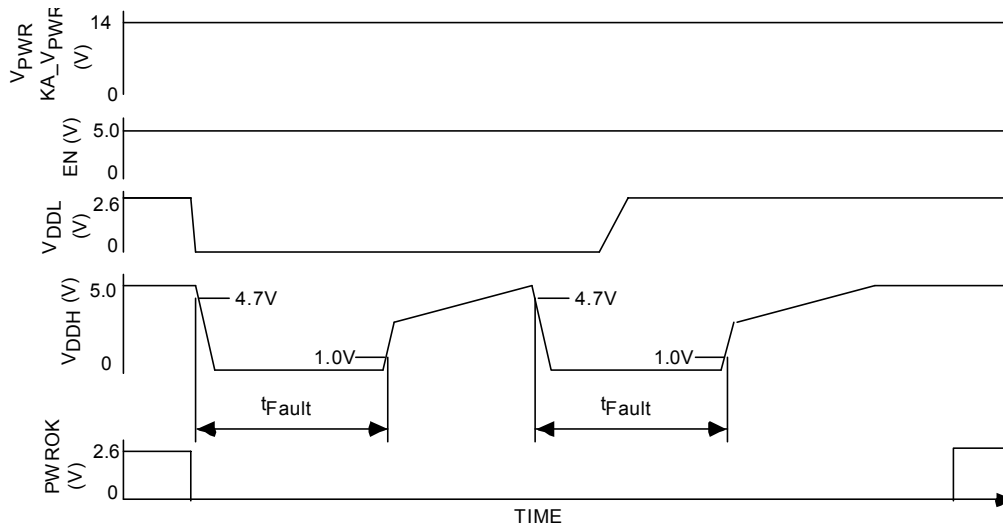 VPWR
KA_VPWR
(V)
14
0
EN (V)
5.0
0
VDDL
(V)
2.6
0
VDDH (V)
5.0
4.7V
4.7V
1.0V
1.0V
0
tFault
tFault
PWROK
(V)
2.6
0
TIME